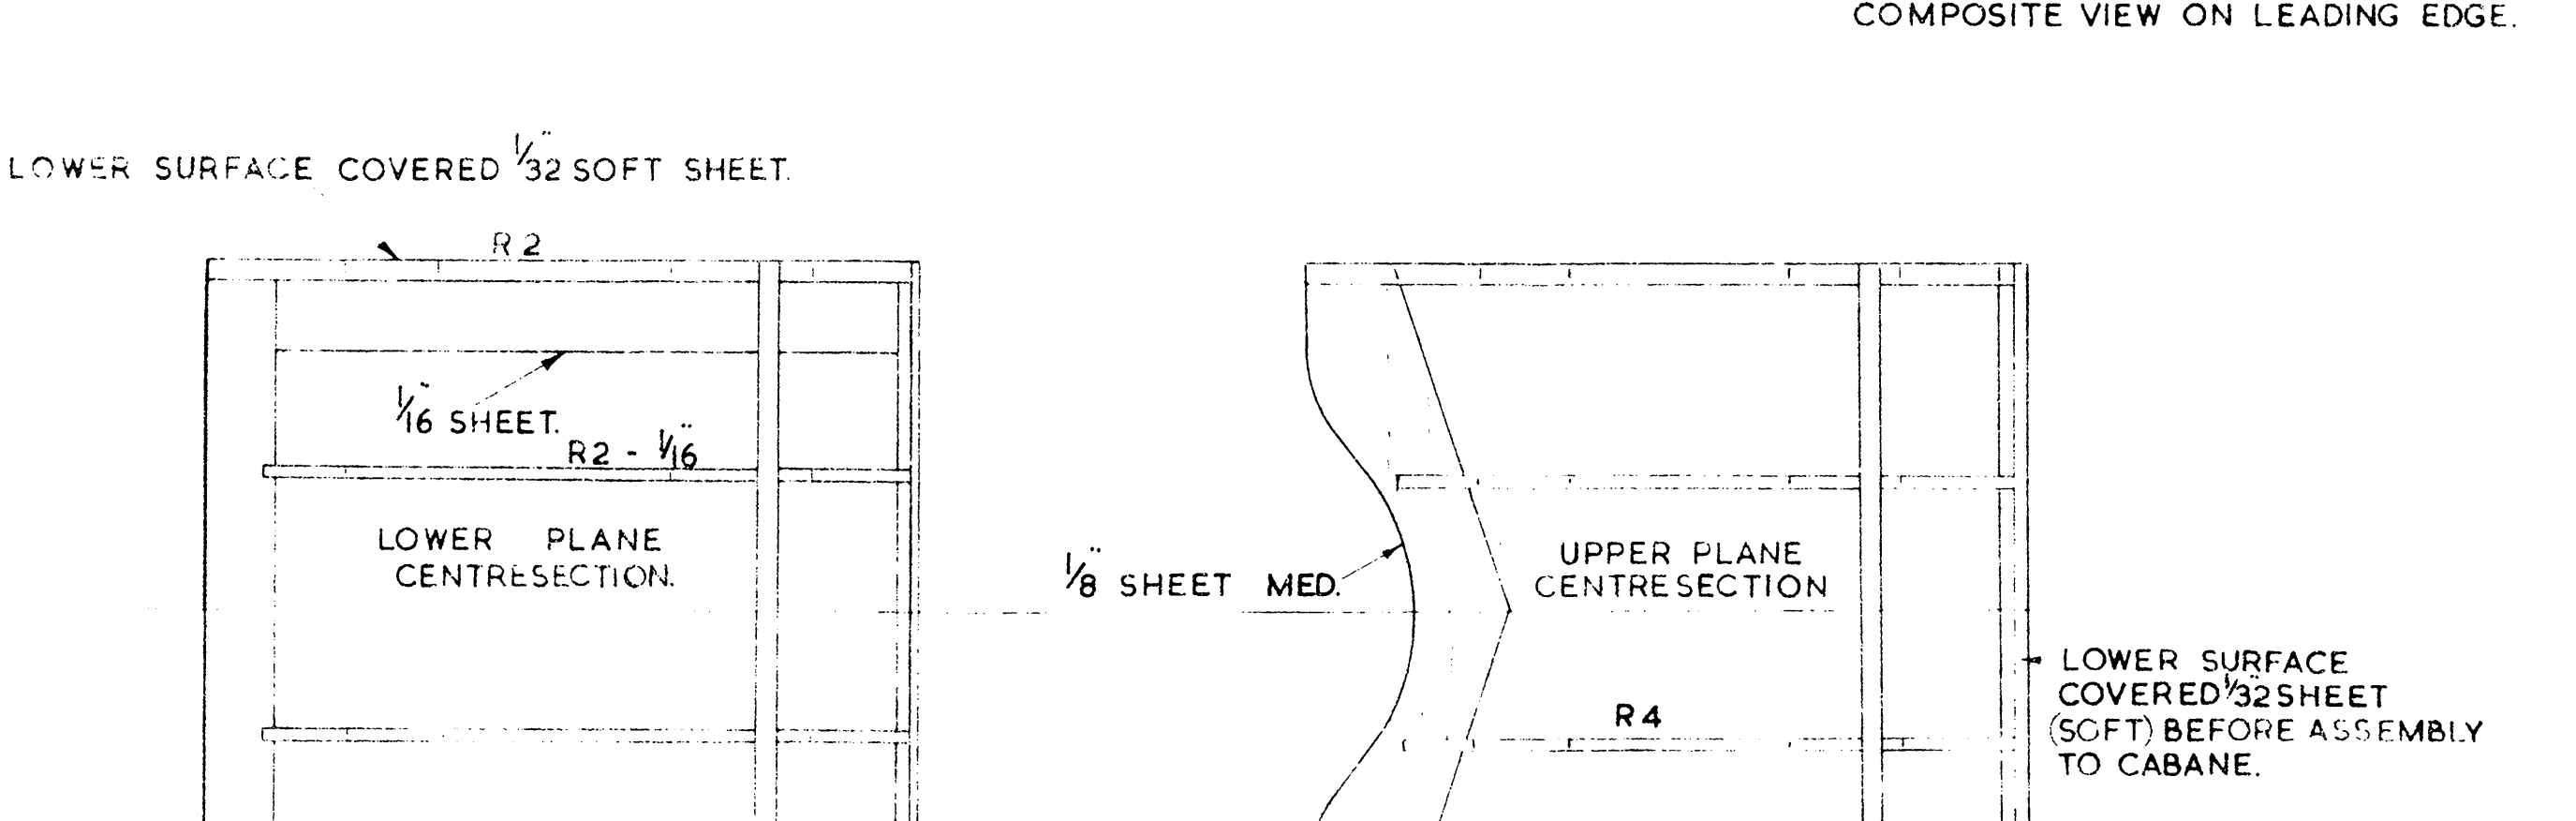 COMPOSITE VIEW ON LEADING EDGE.
LOWER SURFACE COVERED 1/32" SOFT SHEET.
R 2
1/16" SHEET.
R2 - 1/16"
LOWER PLANE
CENTRESECTION.
1/8" SHEET MED.
UPPER PLANE
CENTRESECTION
R4
LOWER SURFACE
COVERED 1/32" SHEET
(SOFT) BEFORE ASSEMBLY
TO CABANE.